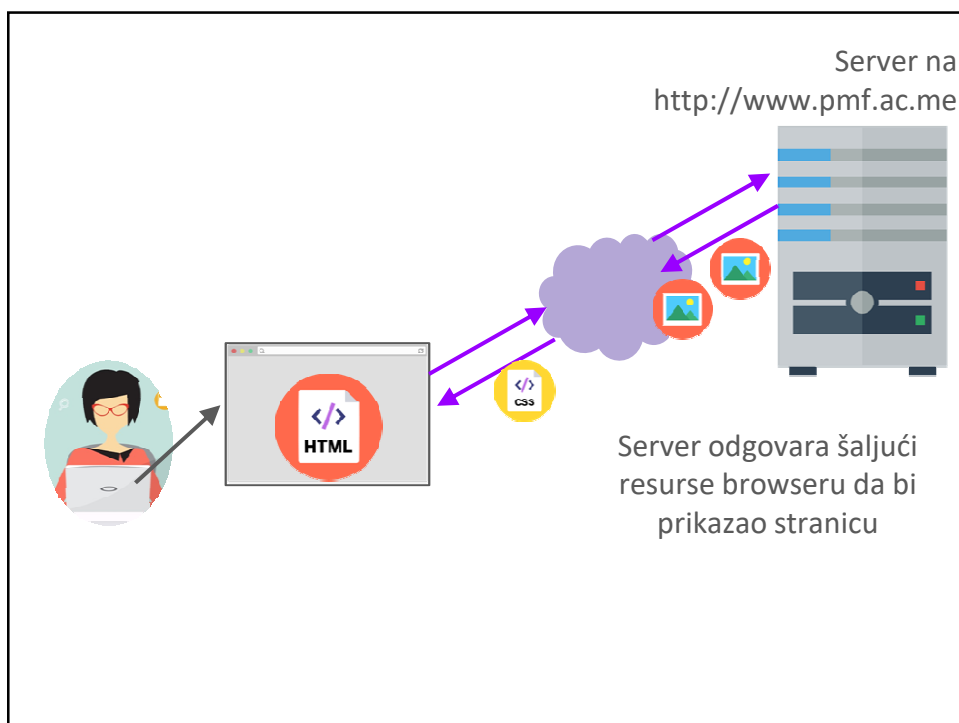 Server na
http://www.pmf.ac.me
</>
HTML
</>
CSS
Server odgovara šaljući
resurse browseru da bi
prikazao stranicu